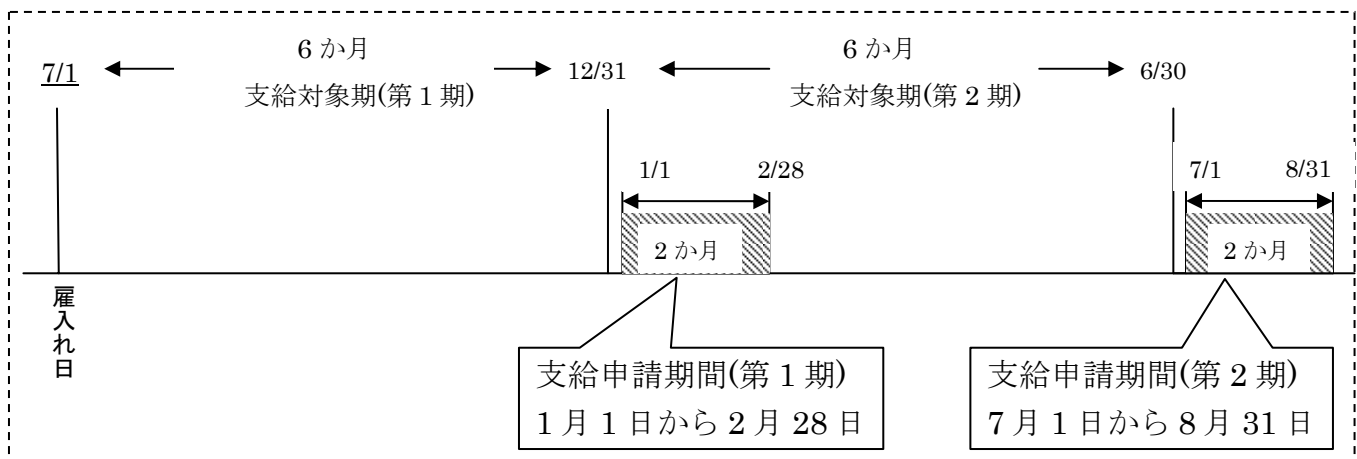 6 か月
6 か月
7/1
12/31
6/30
支給対象期(第 1 期)
支給対象期(第 2 期)
1/1
2/28
7/1
8/31
2 か月
2 か月
雇入れ日
支給申請期間(第 1 期)
1 月 1 日から 2 月 28 日
支給申請期間(第 2 期)
7 月 1 日から 8 月 31 日